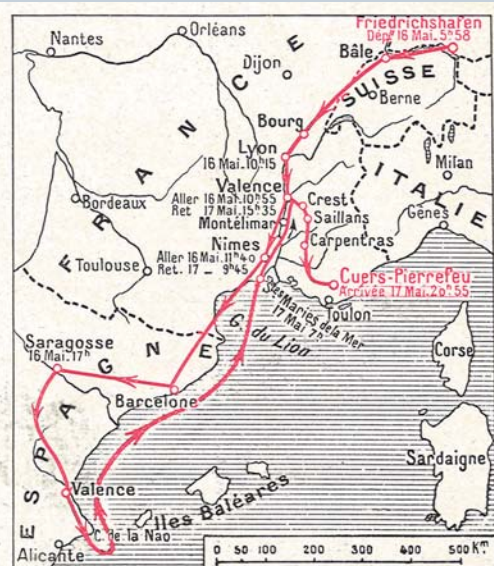 Friedrichshafen
Dép! 16 Mai. 5h58
Nantes
Orléans
Bâle
Dijon
SUISSE
Berne
Bourg
FRANCE
Lyon
16 Mai. 10h15
Milan
ITALIE
Valence
Aller 16 Mai. 10h55
Ret 17 Mai. 15h35
Crest
Saillans
Montélimar
Bordeaux
Gênes
Nimes
Carpentras
Aller 16 Mai. 11h40
Ret. 17 _ 9h45
Toulouse
Cuers-Pierrefeu
Arrivée 17 Mai. 20h55
Stes Maries de la Mer
17 Mai 7h
Toulon
Saragosse
16 Mai. 17h
G. du Lion
Corse
ESPAGNE
Barcelone
Sardaigne
Valence
Iles Baléares
C. de la Nao
Alicante
0 50 100 200 300 400 500 Km.